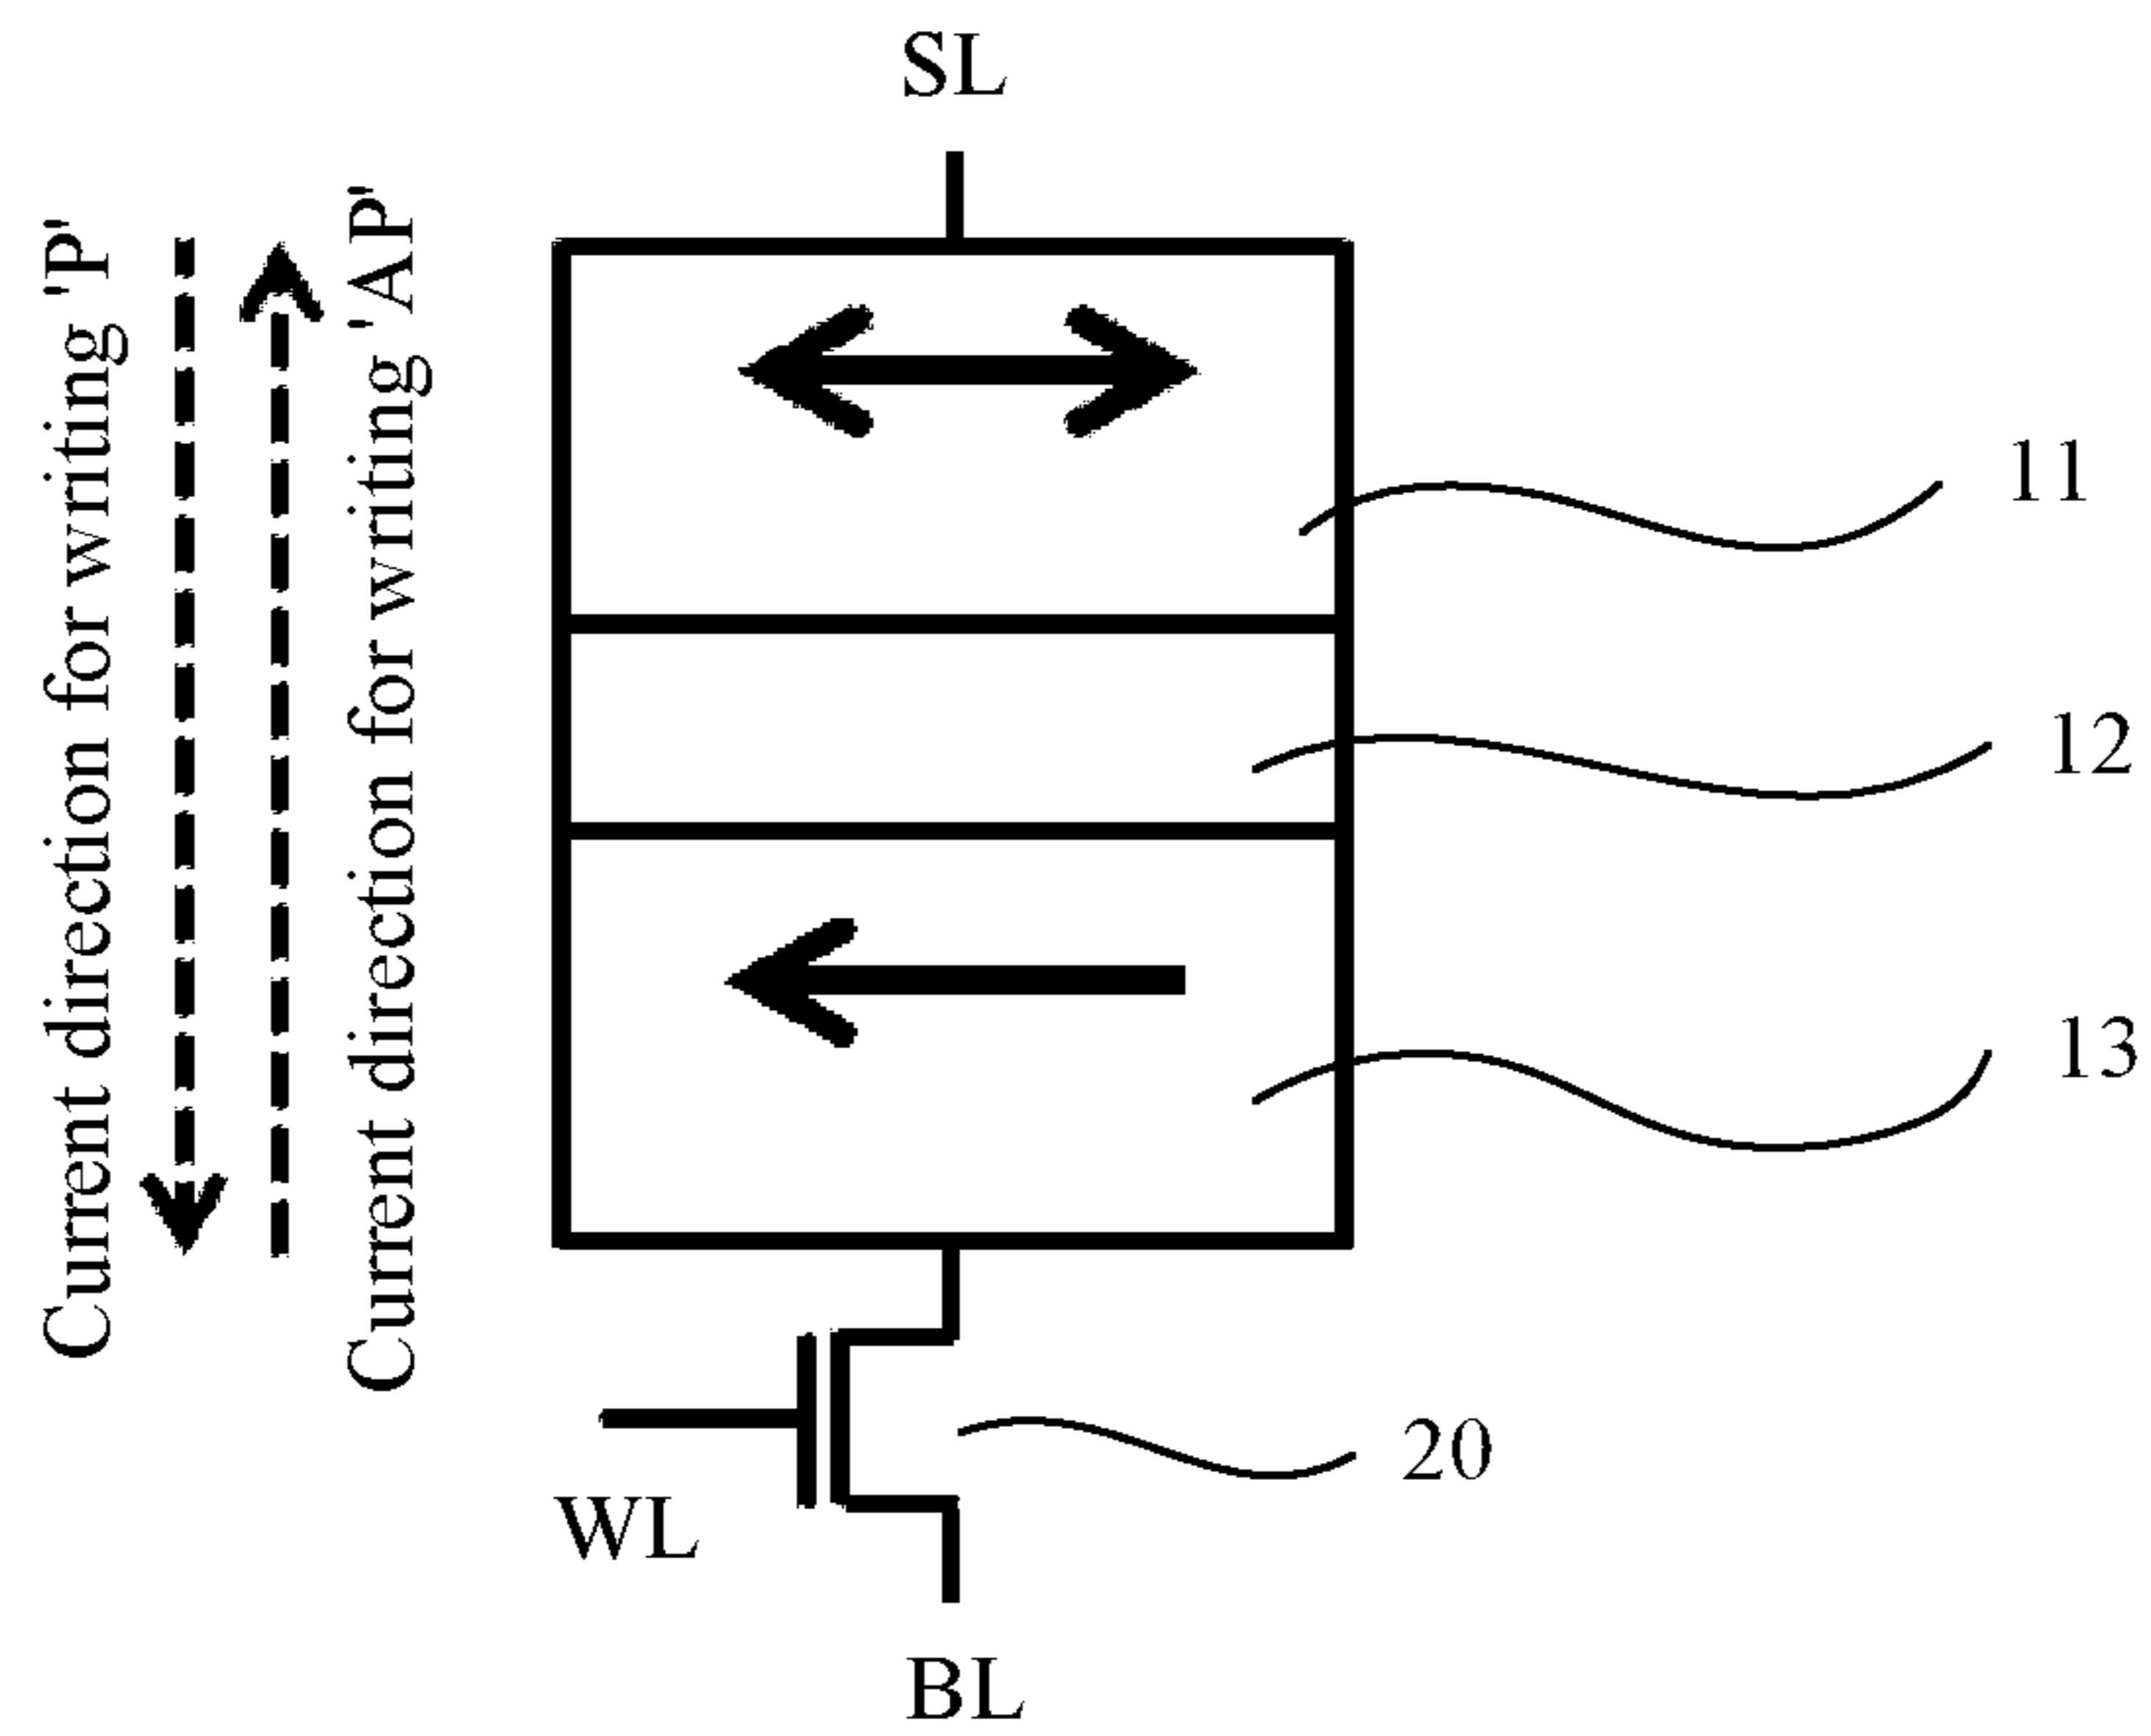 SL
Current direction for writing 'P'
Current direction for writing 'AP'
11
12
13
20
WL
BL